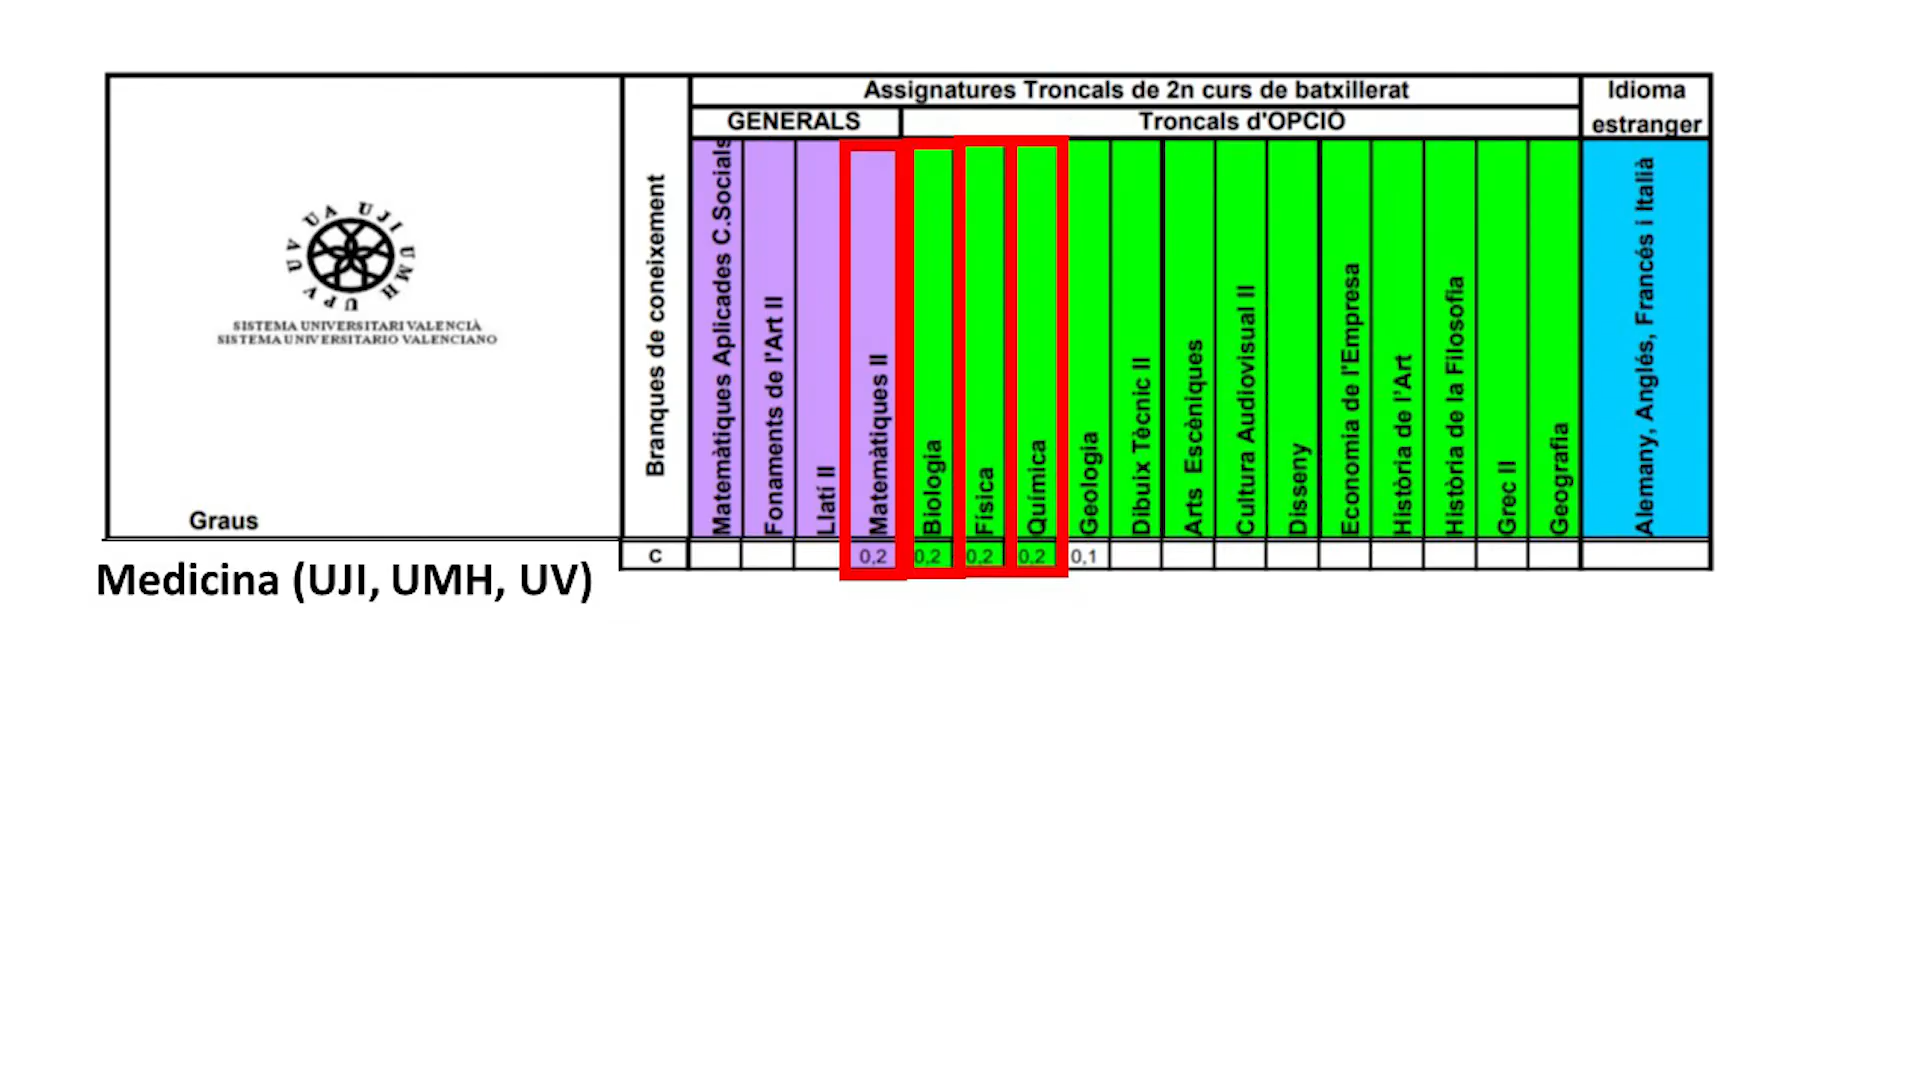 Assignatures Troncals de 2n curs de batxillerat
Idioma estranger
GENERALS
Troncals d'OPCIÓ
UV UA UJI UMH UPV
SISTEMA UNIVERSITARI VALENCIÀ
SISTEMA UNIVERSITARIO VALENCIANO
Graus
Branques de coneixement
Matemàtiques Aplicades C.Socials
Fonaments de l'Art II
Llatí II
Matemàtiques II
Biologia
Física
Química
Geologia
Dibuix Tècnic II
Arts Escèniques
Cultura Audiovisual II
Disseny
Economia de l'Empresa
Història de l'Art
Història de la Filosofia
Grec II
Geografia
Alemany, Anglés, Francés i Italià
Medicina (UJI, UMH, UV)
C 0,2 0,2 0,2 0,2 0,1